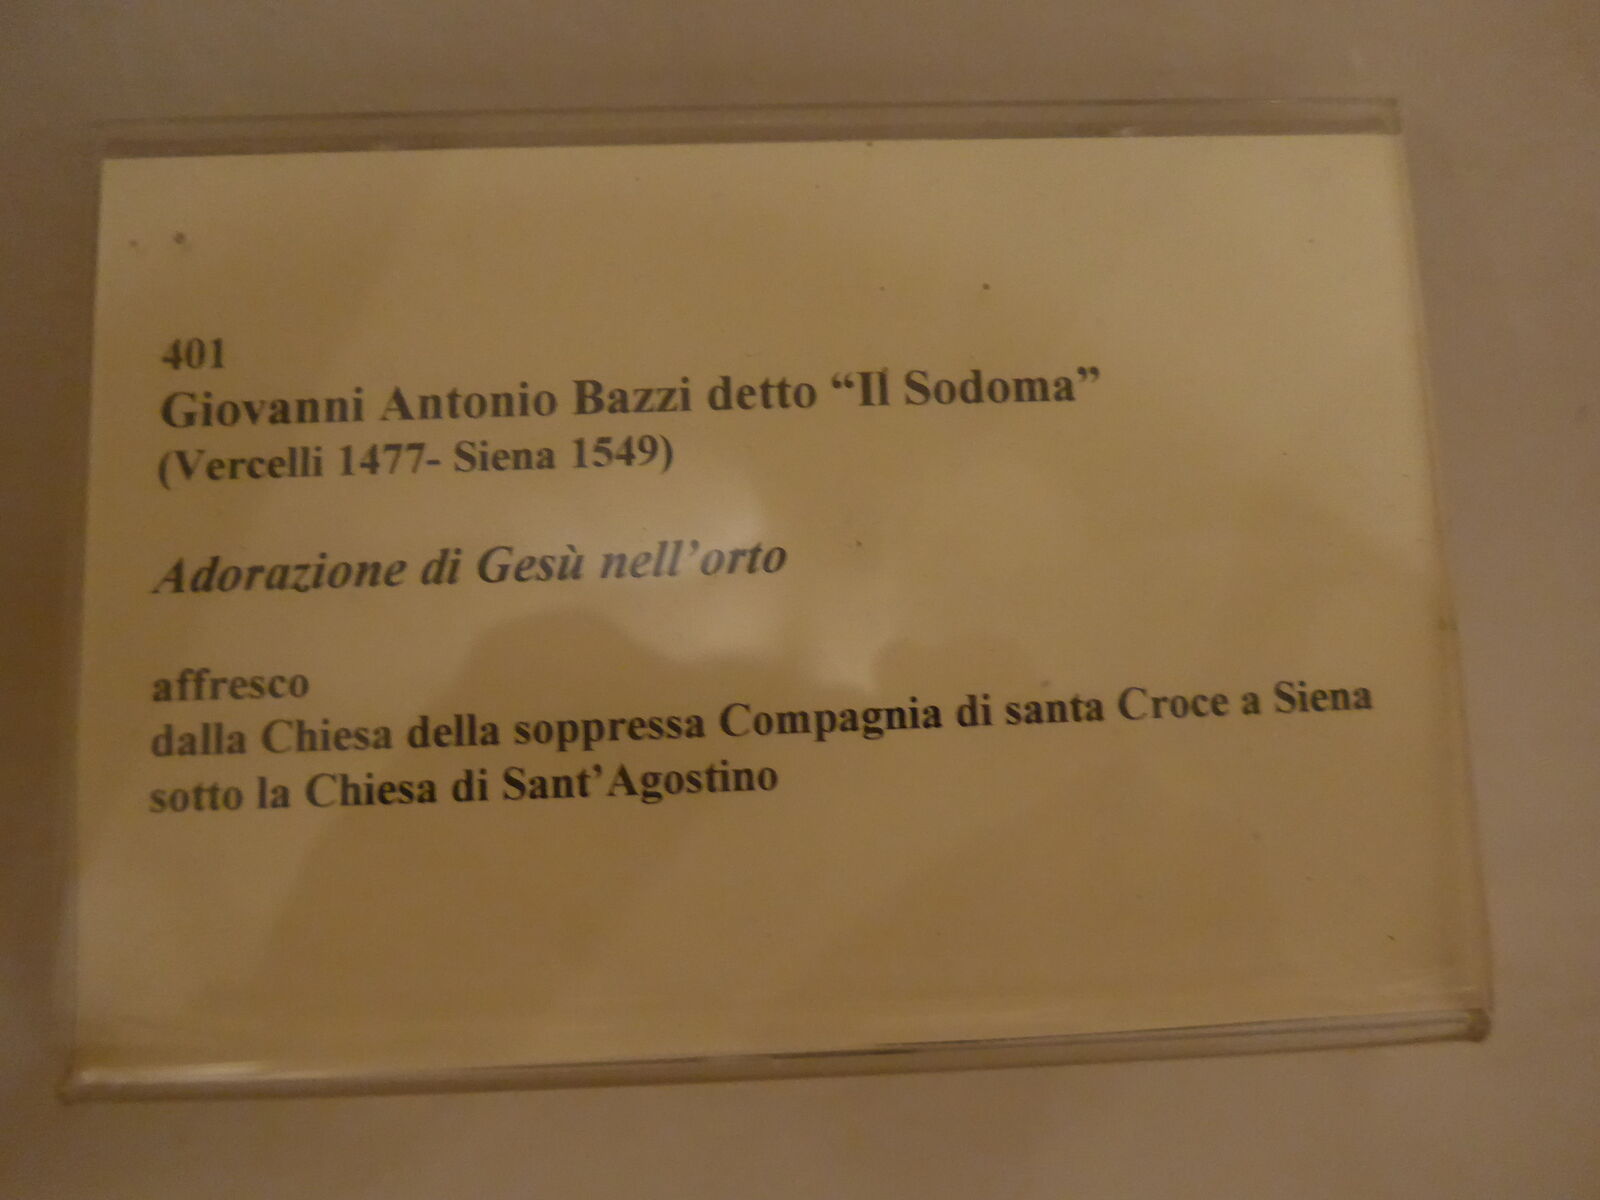 401
Giovanni Antonio Bazzi detto “Il Sodoma”
(Vercelli 1477- Siena 1549)
Adorazione di Gesù nell’orto
affresco
dalla Chiesa della soppressa Compagnia di santa Croce a Siena
sotto la Chiesa di Sant’Agostino